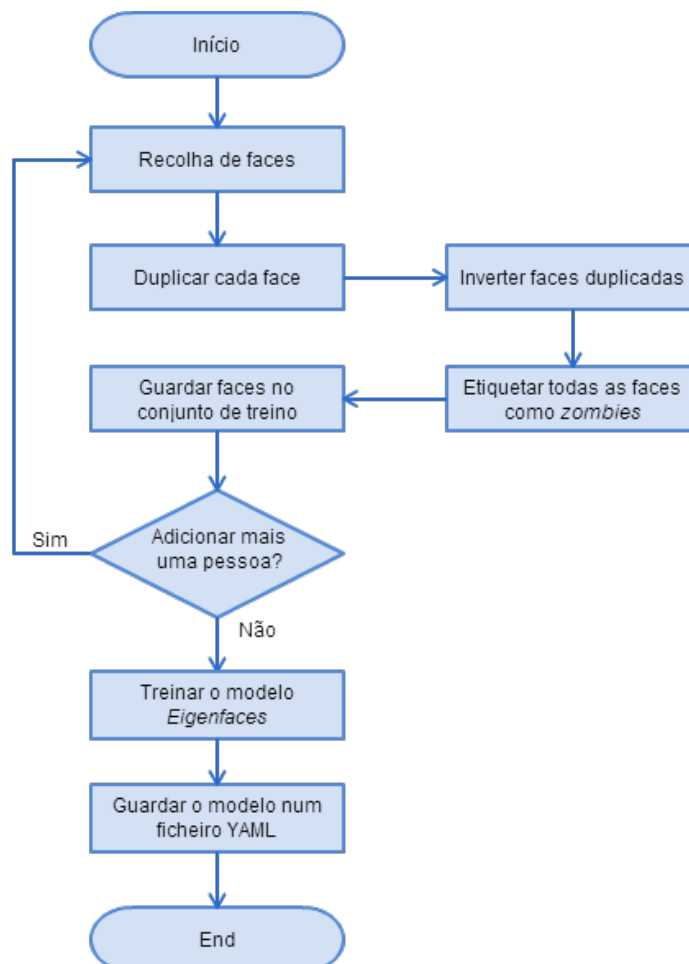 Início
Recolha de faces
Duplicar cada face
Inverter faces duplicadas
Etiquetar todas as faces
como zombies
Guardar faces no
conjunto de treino
Adicionar mais
uma pessoa?
Sim
Não
Treinar o modelo
Eigenfaces
Guardar o modelo num
ficheiro YAML
End